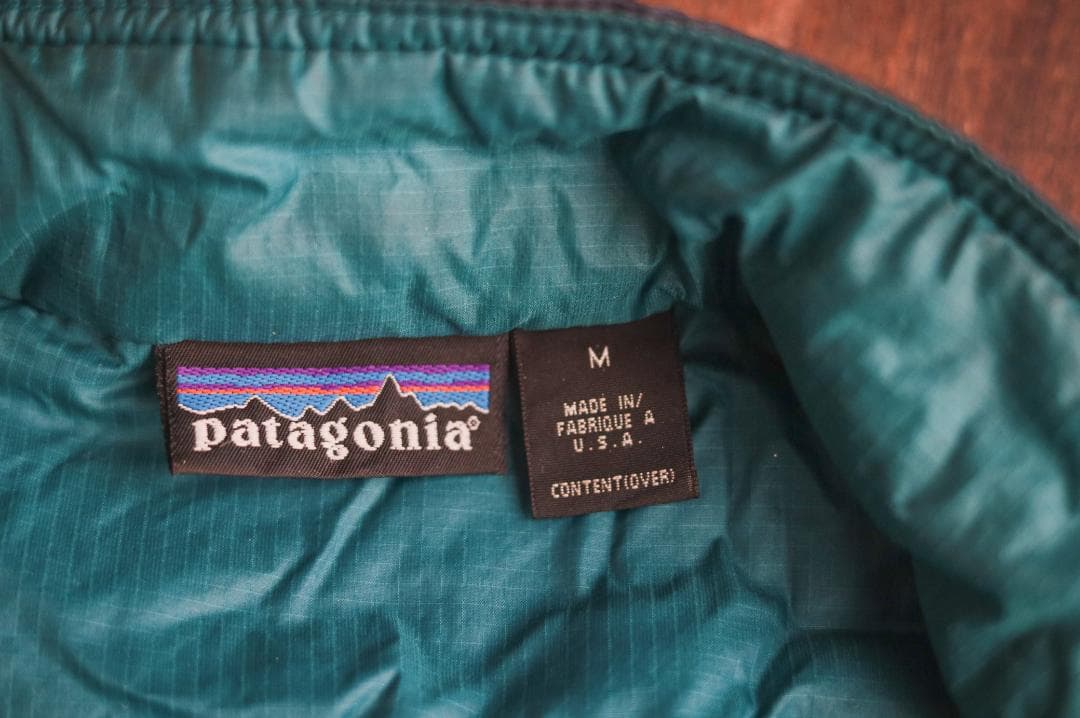 patagonia®
M
MADE IN/
FABRIQUE A
U.S.A.
CONTENT(OVER)